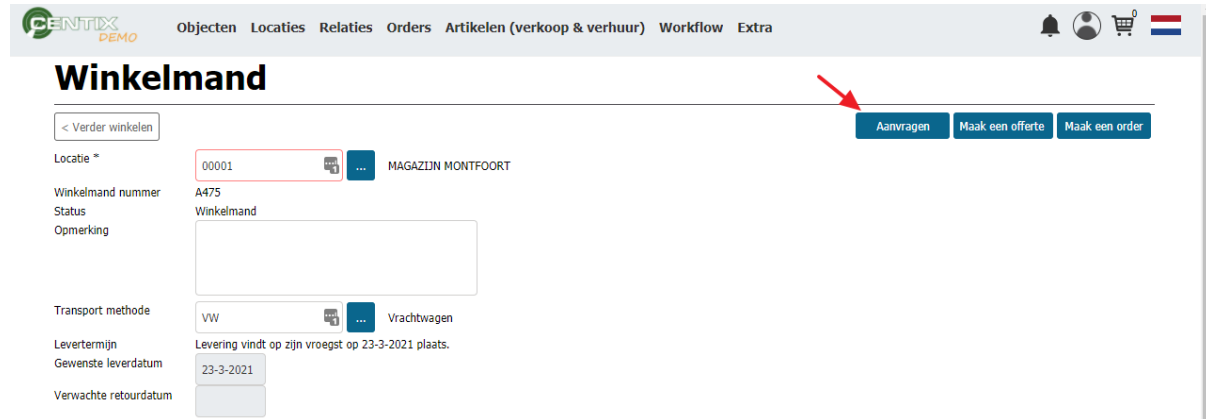 CENTIX
DEMO
Objecten Locaties Relaties Orders Artikelen (verkoop & verhuur) Workflow Extra
0
Winkelmand
< Verder winkelen
Aanvragen Maak een offerte Maak een order
Locatie * 00001 ... MAGAZIJN MONTFOORT
Winkelmand nummer A475
Status Winkelmand
Opmerking
Transport methode VW ... Vrachtwagen
Levertermijn Levering vindt op zijn vroegst op 23-3-2021 plaats.
Gewenste leverdatum 23-3-2021
Verwachte retourdatum